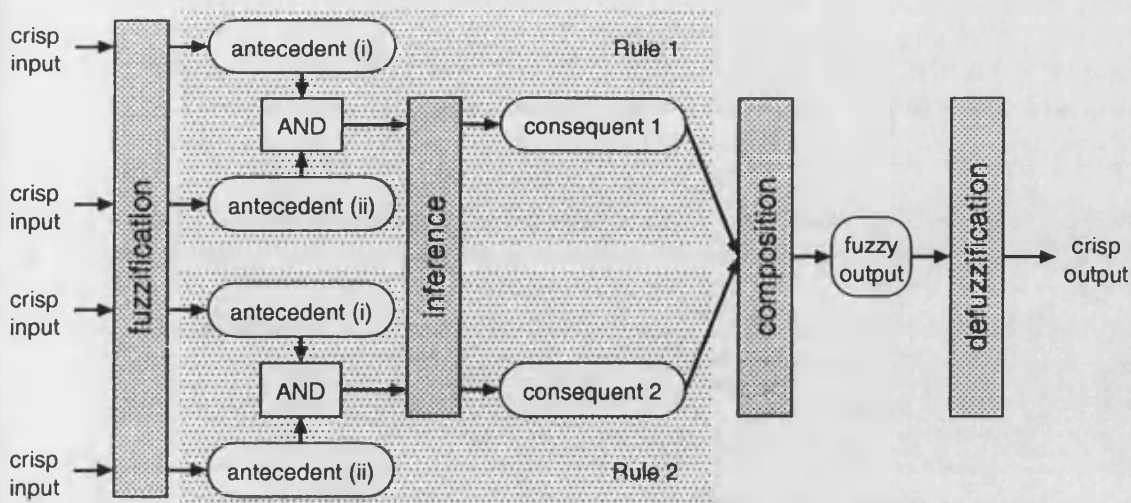 crisp
input
antecedent (i)
Rule 1
AND
consequent 1
crisp
input
antecedent (ii)
fuzzification
inference
composition
fuzzy
output
defuzzification
crisp
output
crisp
input
antecedent (i)
AND
consequent 2
crisp
input
antecedent (ii)
Rule 2